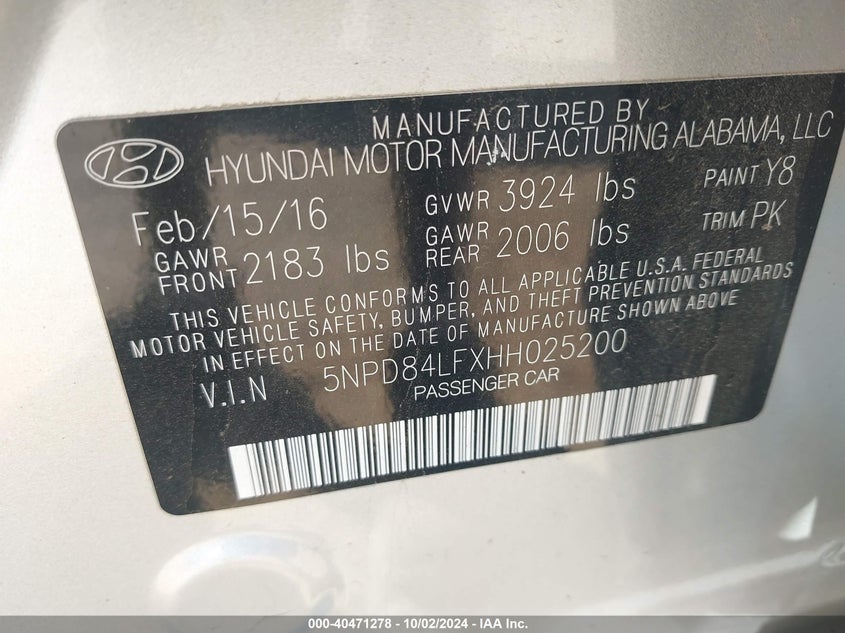 MANUFACTURED BY
HYUNDAI MOTOR MANUFACTURING ALABAMA, LLC
Feb/15/16 GVWR 3924 lbs PAINT Y8
GAWR FRONT 2183 lbs GAWR REAR 2006 lbs TRIM PK
THIS VEHICLE CONFORMS TO ALL APPLICABLE U.S.A. FEDERAL
MOTOR VEHICLE SAFETY, BUMPER, AND THEFT PREVENTION STANDARDS
IN EFFECT ON THE DATE OF MANUFACTURE SHOWN ABOVE
V.I.N 5NPD84LFXHH025200
PASSENGER CAR
000-40471278 - 10/02/2024 - IAA Inc.